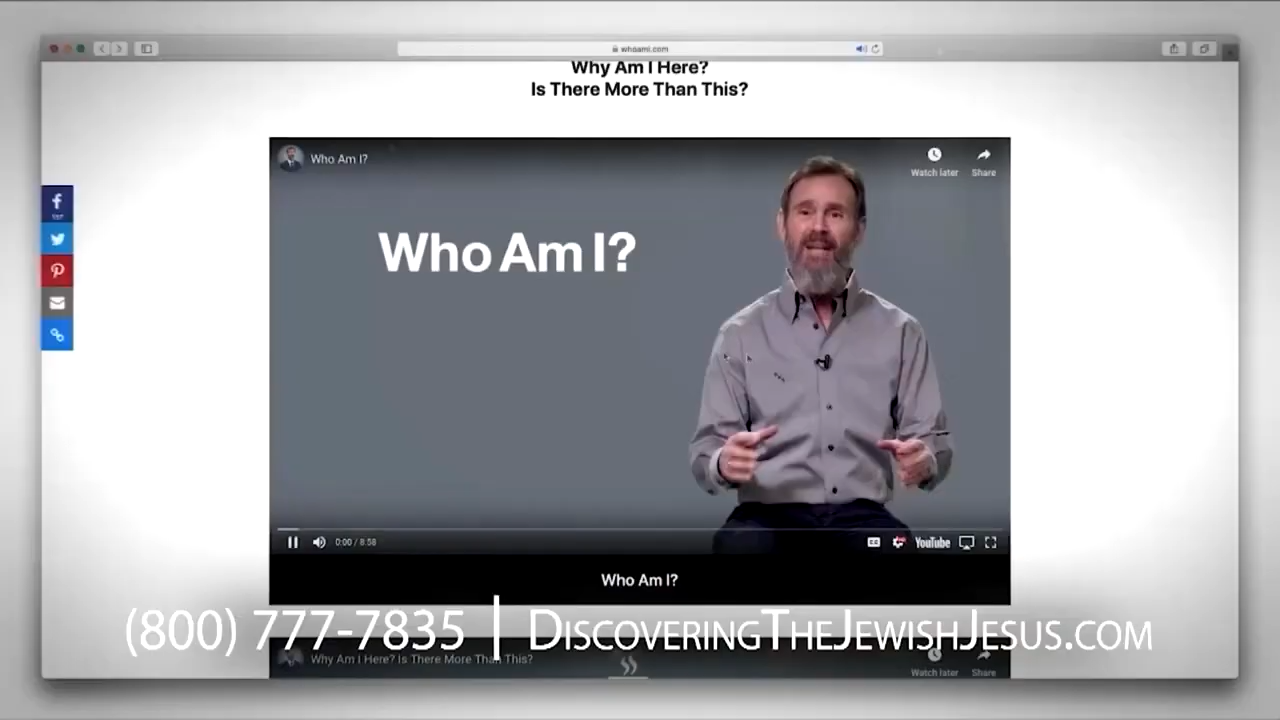 whoami.com
Why Am I Here?
Is There More Than This?
Who Am I?
Watch later
Share
Who Am I?
0:00 / 8:58
CC
YouTube
Who Am I?
(800) 777-7835 | DiscoveringTheJewishJesus.com
Why Am I Here? Is There More Than This?
Watch later
Share